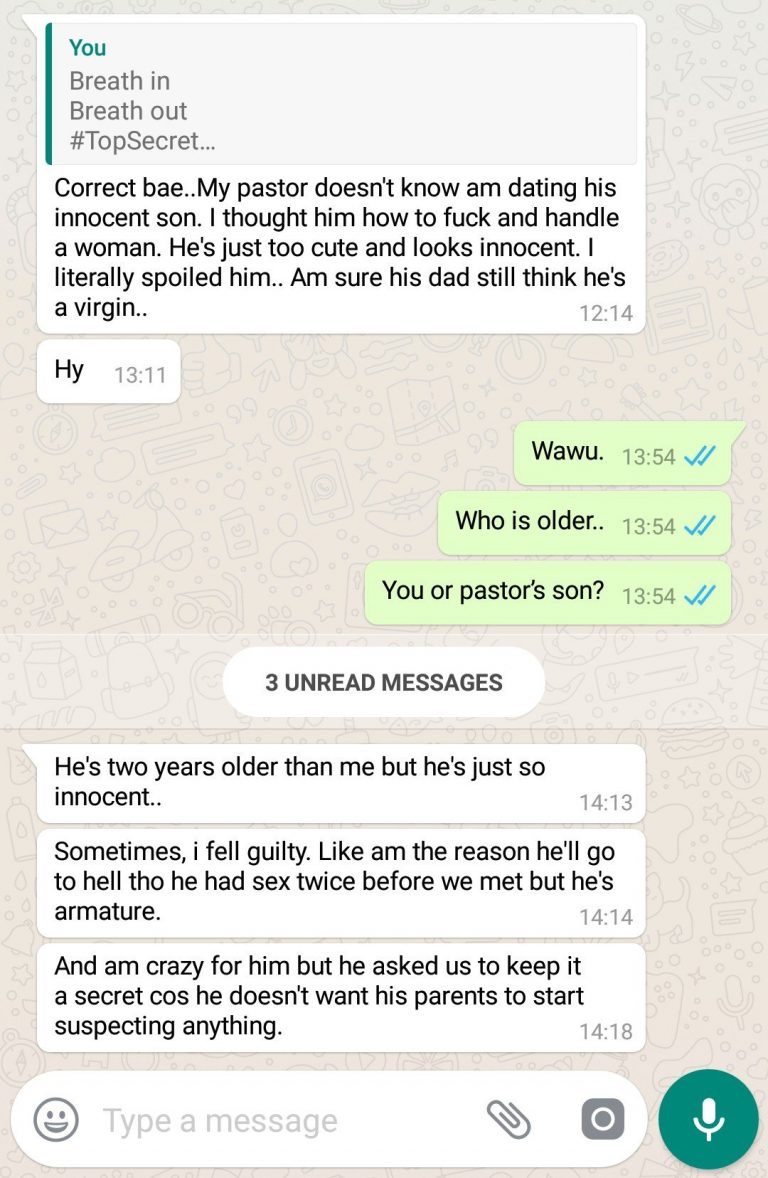 You
Breath in
Breath out
#TopSecret...
Correct bae..My pastor doesn't know am dating his
innocent son. I thought him how to fuck and handle
a woman. He's just too cute and looks innocent. I
literally spoiled him.. Am sure his dad still think he's
a virgin..
12:14
Hy 13:11
Wawu. 13:54
Who is older.. 13:54
You or pastor's son? 13:54
3 UNREAD MESSAGES
He's two years older than me but he's just so
innocent..
14:13
Sometimes, i fell guilty. Like am the reason he'll go
to hell tho he had sex twice before we met but he's
armature.
14:14
And am crazy for him but he asked us to keep it
a secret cos he doesn't want his parents to start
suspecting anything.
14:18
Type a message